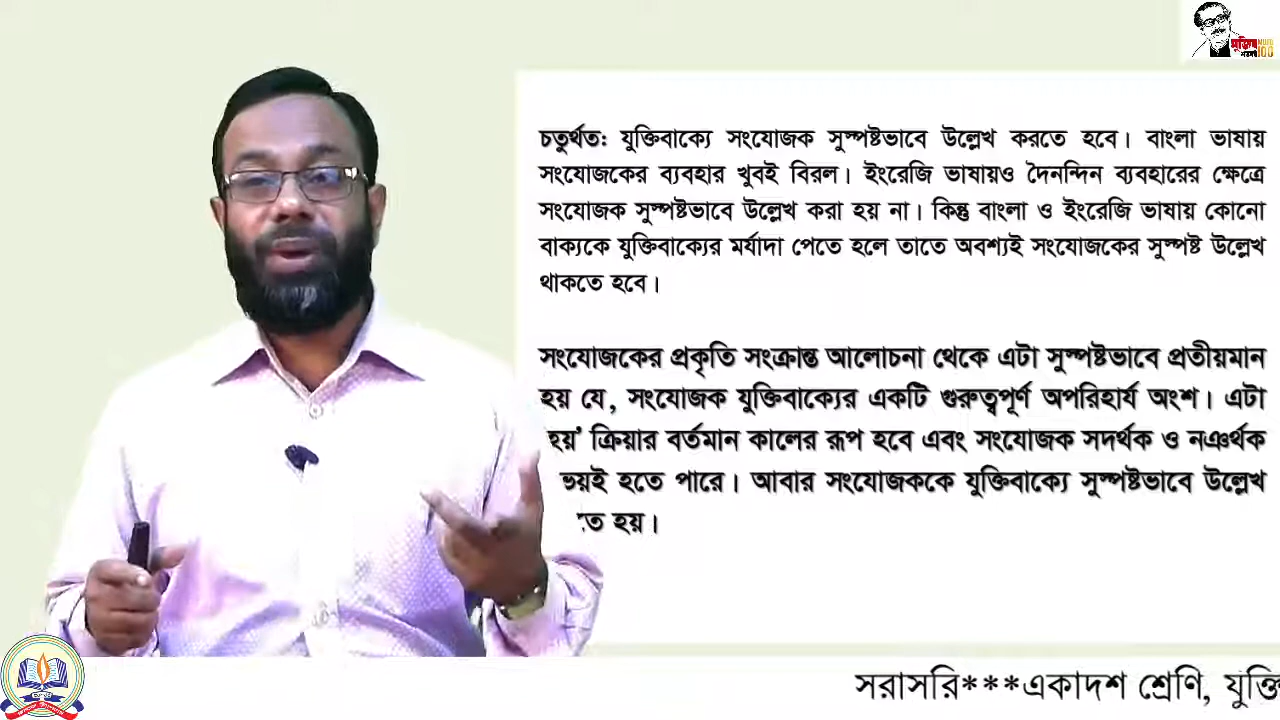 চতুর্থত: যুক্তিবাক্যে সংযোজক সুস্পষ্টভাবে উল্লেখ করতে হবে। বাংলা ভাষায়
সংযোজকের ব্যবহার খুবই বিরল। ইংরেজি ভাষায়ও দৈনন্দিন ব্যবহারের ক্ষেত্রে
সংযোজক সুস্পষ্টভাবে উল্লেখ করা হয় না। কিন্তু বাংলা ও ইংরেজি ভাষায় কোনো
বাক্যকে যুক্তিবাক্যের মর্যাদা পেতে হলে তাতে অবশ্যই সংযোজকের সুস্পষ্ট উল্লেখ
থাকতে হবে।
সংযোজকের প্রকৃতি সংক্রান্ত আলোচনা থেকে এটা সুস্পষ্টভাবে প্রতীয়মান
হয় যে, সংযোজক যুক্তিবাক্যের একটি গুরুত্বপূর্ণ অপরিহার্য অংশ। এটা
হয়’ ক্রিয়ার বর্তমান কালের রূপ হবে এবং সংযোজক সদর্থক ও নঞর্থক
ভয়ই হতে পারে। আবার সংযোজককে যুক্তিবাক্যে সুস্পষ্টভাবে উল্লেখ
তে হয়।
সরাসরি***একাদশ শ্রেণি, যুক্তি